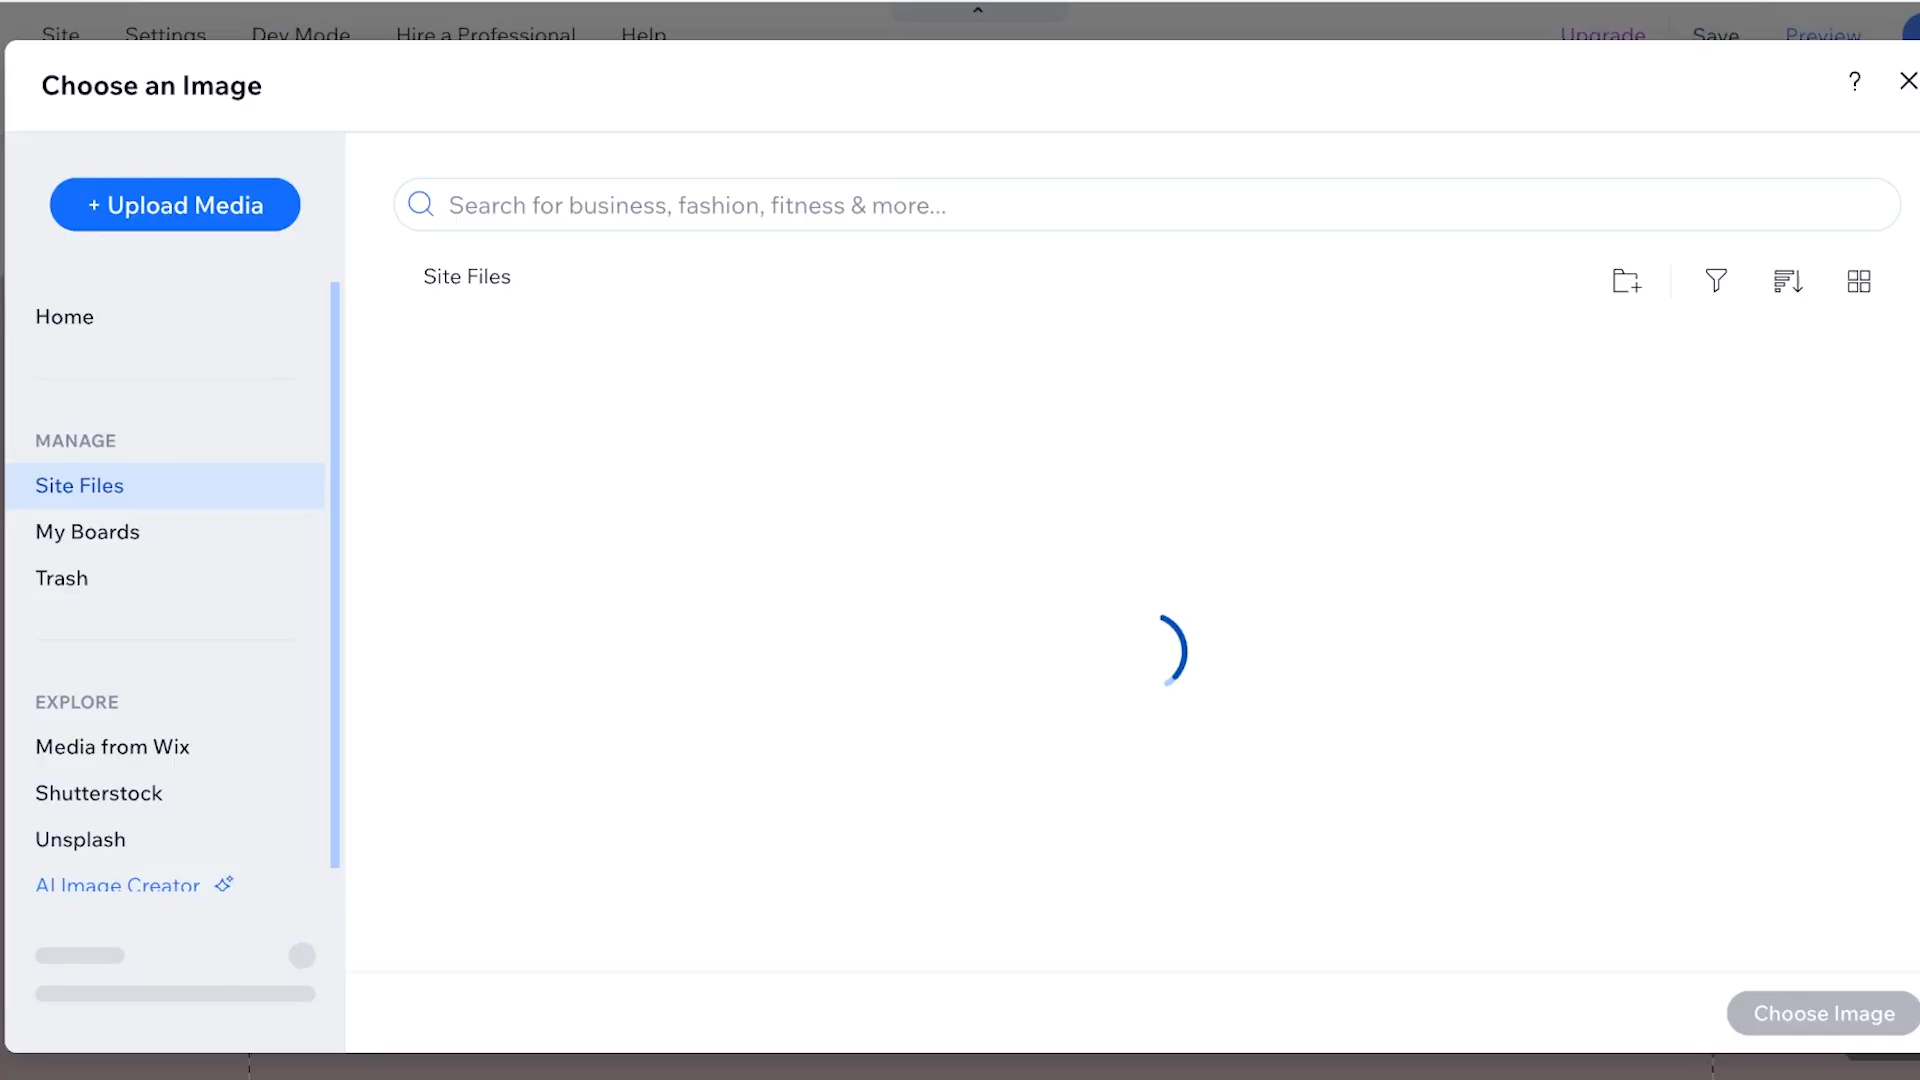 Site Settings Dev Mode Hire a Professional Help Upgrade Save Preview
Choose an Image ?
+ Upload Media
Search for business, fashion, fitness & more...
Site Files
Home
MANAGE
Site Files
My Boards
Trash
EXPLORE
Media from Wix
Shutterstock
Unsplash
AI Image Creator
Choose Image